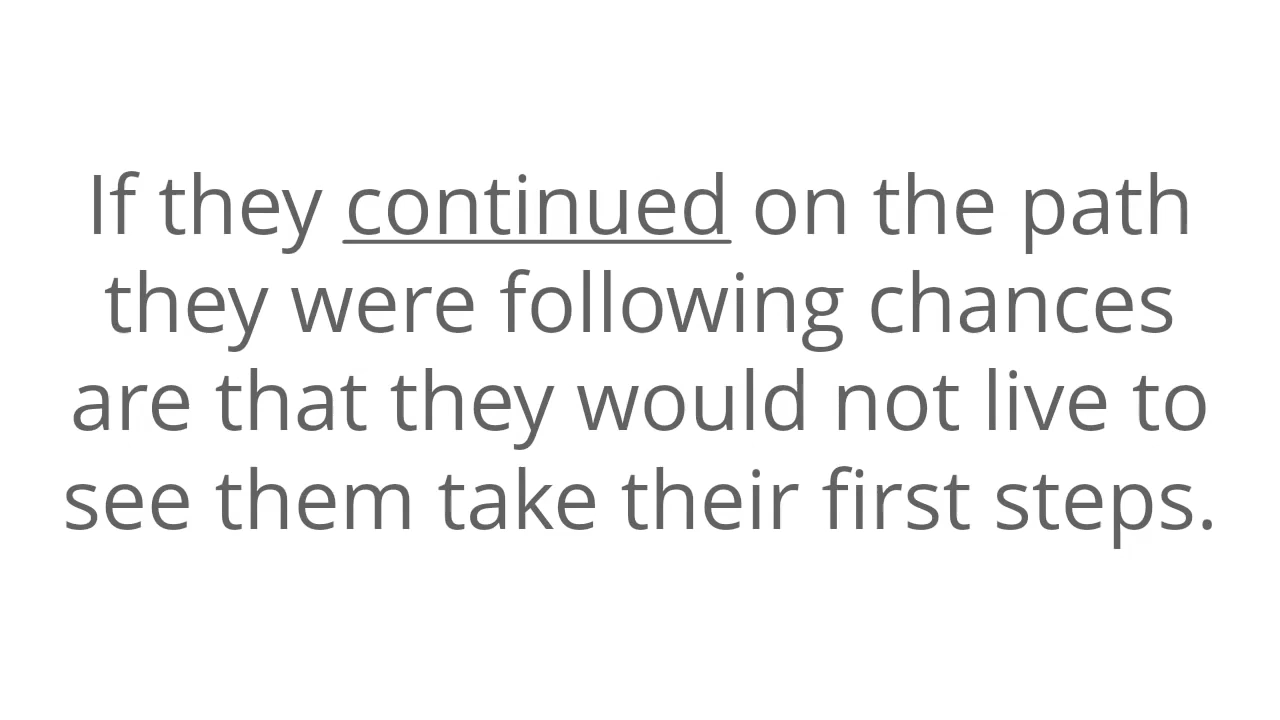 If they continued on the path
they were following chances
are that they would not live to
see them take their first steps.